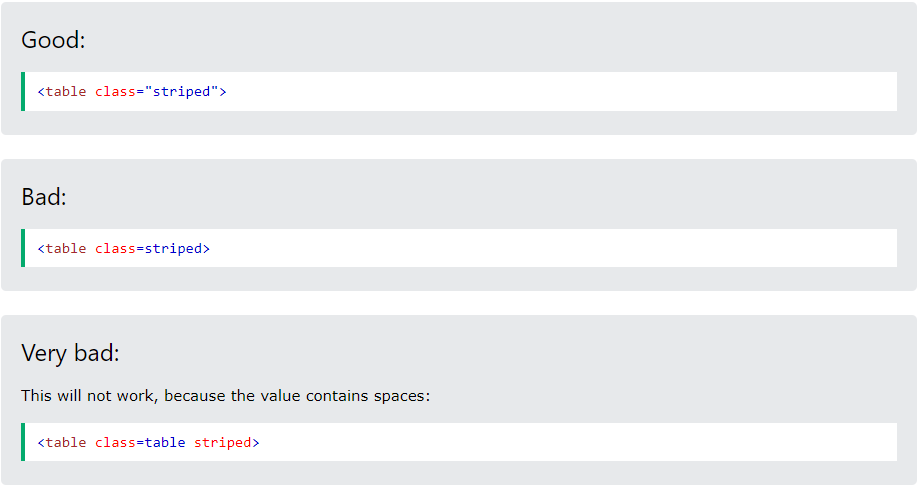 Good:
<table class="striped">
Bad:
<table class=striped>
Very bad:
This will not work, because the value contains spaces:
<table class=table striped>